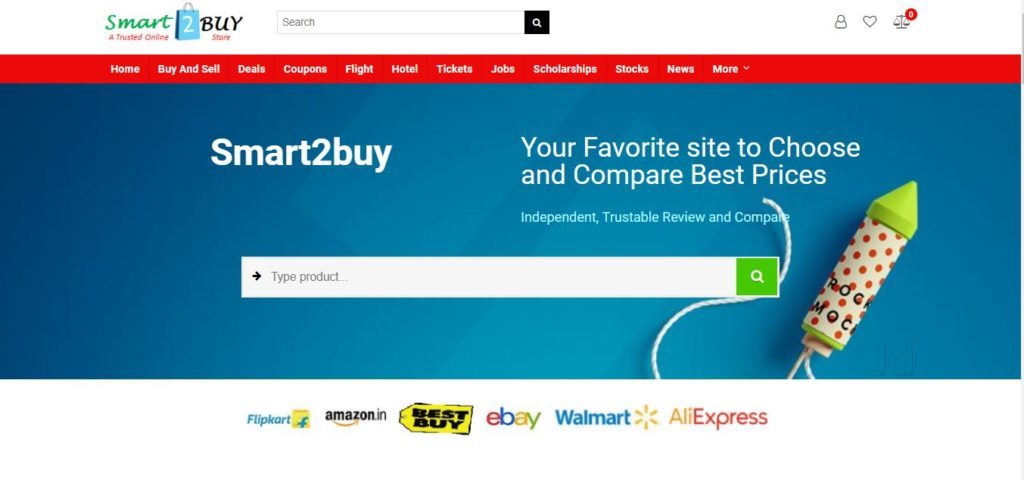 Smart 2 BUY
A Trusted Online Store
Search
0
Home Buy And Sell Deals Coupons Flight Hotel Tickets Jobs Scholarships Stocks News More
Smart2buy
Your Favorite site to Choose
and Compare Best Prices
Independent, Trustable Review and Compare
Type product...
ROCK
MOCK
Jd
Flipkart amazon.in BEST BUY ebay Walmart AliExpress